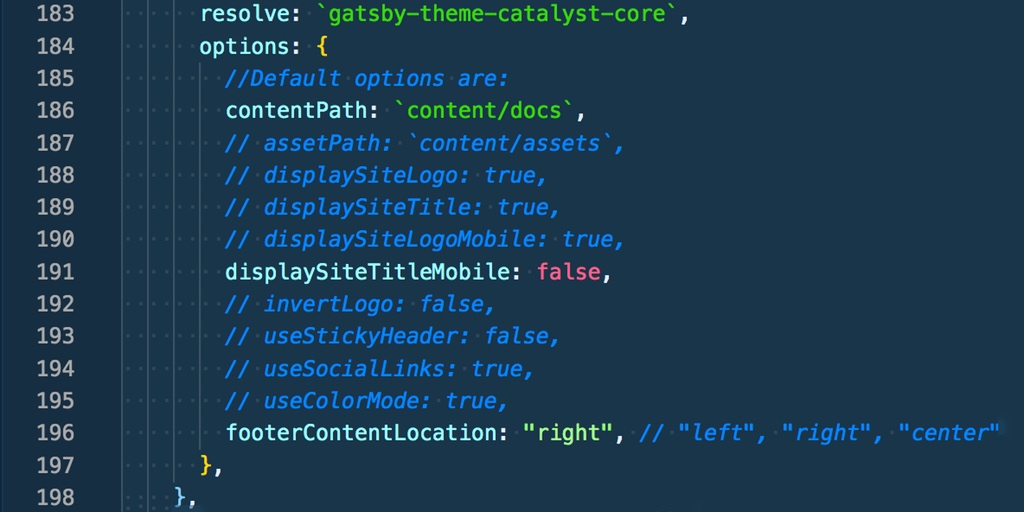 183 resolve: `gatsby-theme-catalyst-core`,
184 options: {
185 //Default options are:
186 contentPath: `content/docs`,
187 // assetPath: `content/assets`,
188 // displaySiteLogo: true,
189 // displaySiteTitle: true,
190 // displaySiteLogoMobile: true,
191 displaySiteTitleMobile: false,
192 // invertLogo: false,
193 // useStickyHeader: false,
194 // useSocialLinks: true,
195 // useColorMode: true,
196 footerContentLocation: "right", // "left", "right", "center"
197 },
198 },